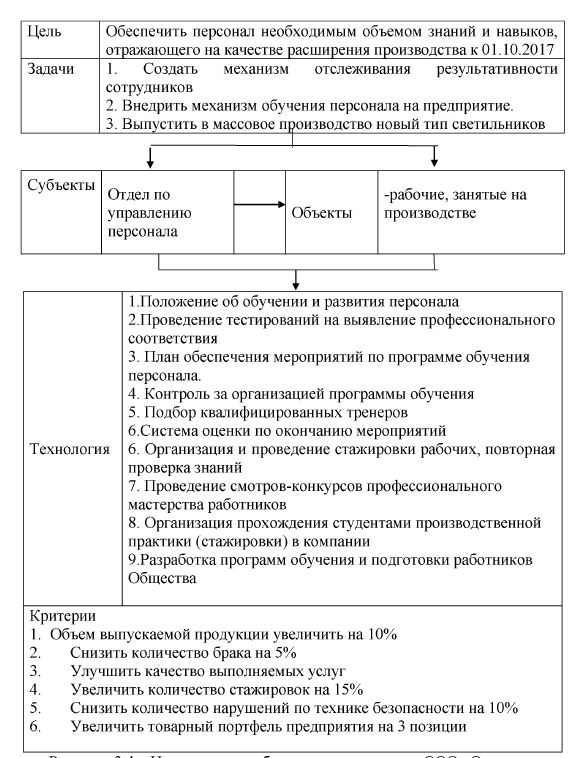 Цель
Обеспечить персонал необходимым объемом знаний и навыков,
отражающего на качестве расширения производства к 01.10.2017
Задачи
1. Создать механизм отслеживания результативности
сотрудников
2. Внедрить механизм обучения персонала на предприятие.
3. Выпустить в массовое производство новый тип светильников
Субъекты
Отдел по
управлению
персонала
Объекты
-рабочие, занятые на
производстве
Технология
1.Положение об обучении и развития персонала
2.Проведение тестирований на выявление профессионального
соответствия
3. План обеспечения мероприятий по программе обучения
персонала.
4. Контроль за организацией программы обучения
5. Подбор квалифицированных тренеров
6.Система оценки по окончанию мероприятий
6. Организация и проведение стажировки рабочих, повторная
проверка знаний
7. Проведение смотров-конкурсов профессионального
мастерства работников
8. Организация прохождения студентами производственной
практики (стажировки) в компании
9.Разработка программ обучения и подготовки работников
Общества
Критерии
1. Объем выпускаемой продукции увеличить на 10%
2. Снизить количество брака на 5%
3. Улучшить качество выполняемых услуг
4. Увеличить количество стажировок на 15%
5. Снизить количество нарушений по технике безопасности на 10%
6. Увеличить товарный портфель предприятия на 3 позиции